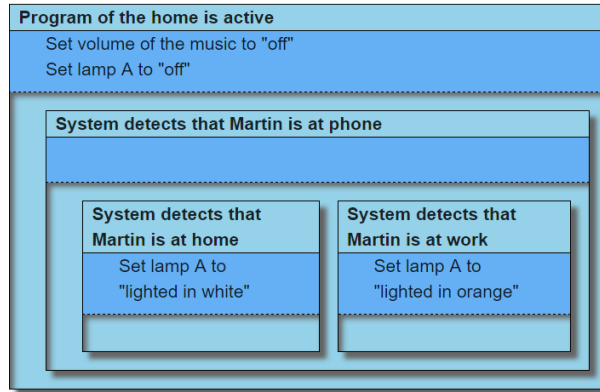 Program of the home is active
Set volume of the music to "off"
Set lamp A to "off"
System detects that Martin is at phone
System detects that
Martin is at home
Set lamp A to
"lighted in white"
System detects that
Martin is at work
Set lamp A to
"lighted in orange"